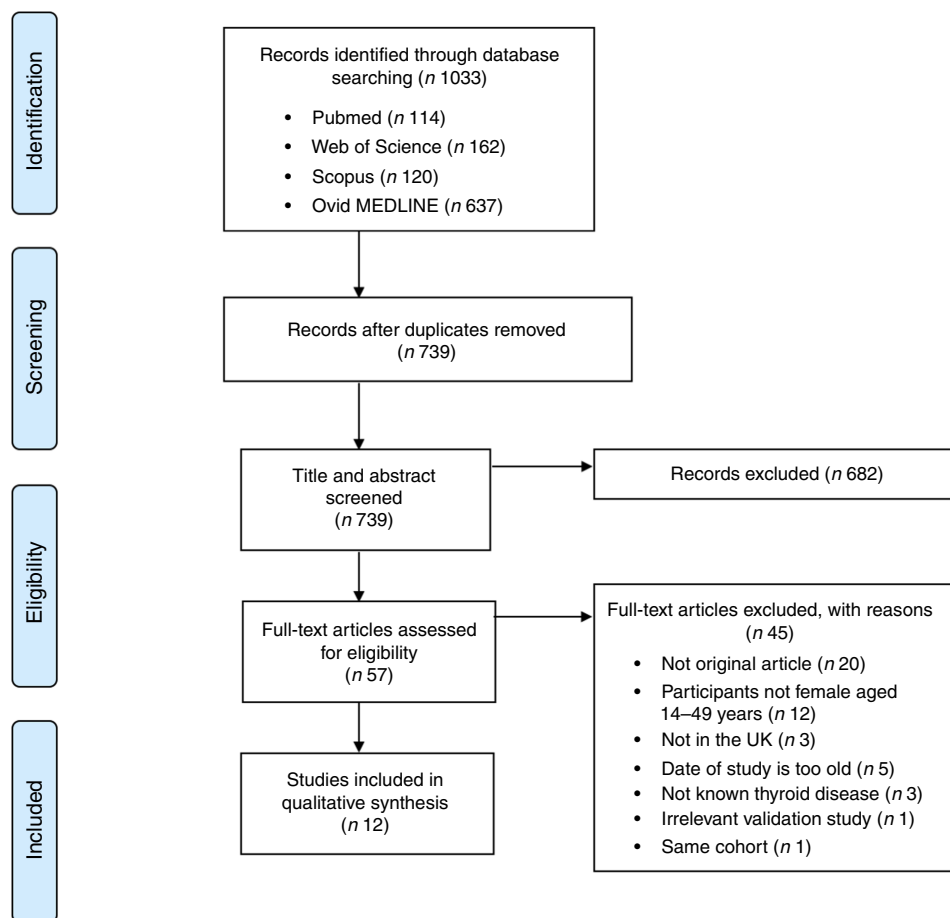 Identification
Records identified through database
searching (n 1033)
• Pubmed (n 114)
• Web of Science (n 162)
• Scopus (n 120)
• Ovid MEDLINE (n 637)
Screening
Records after duplicates removed
(n 739)
Title and abstract
screened
(n 739)
Records excluded (n 682)
Eligibility
Full-text articles assessed
for eligibility
(n 57)
Full-text articles excluded, with reasons
(n 45)
• Not original article (n 20)
• Participants not female aged
14–49 years (n 12)
• Not in the UK (n 3)
• Date of study is too old (n 5)
• Not known thyroid disease (n 3)
• Irrelevant validation study (n 1)
• Same cohort (n 1)
Included
Studies included in
qualitative synthesis
(n 12)